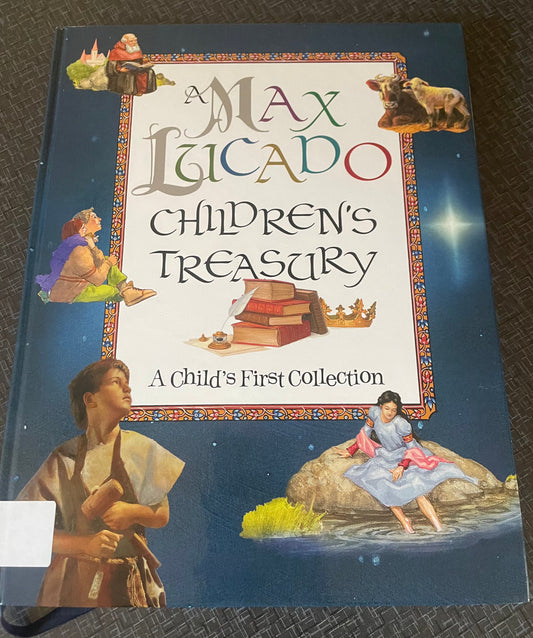 A MAX
LUCADO
CHILDREN'S
TREASURY
A CHILD'S FIRST COLLECTION